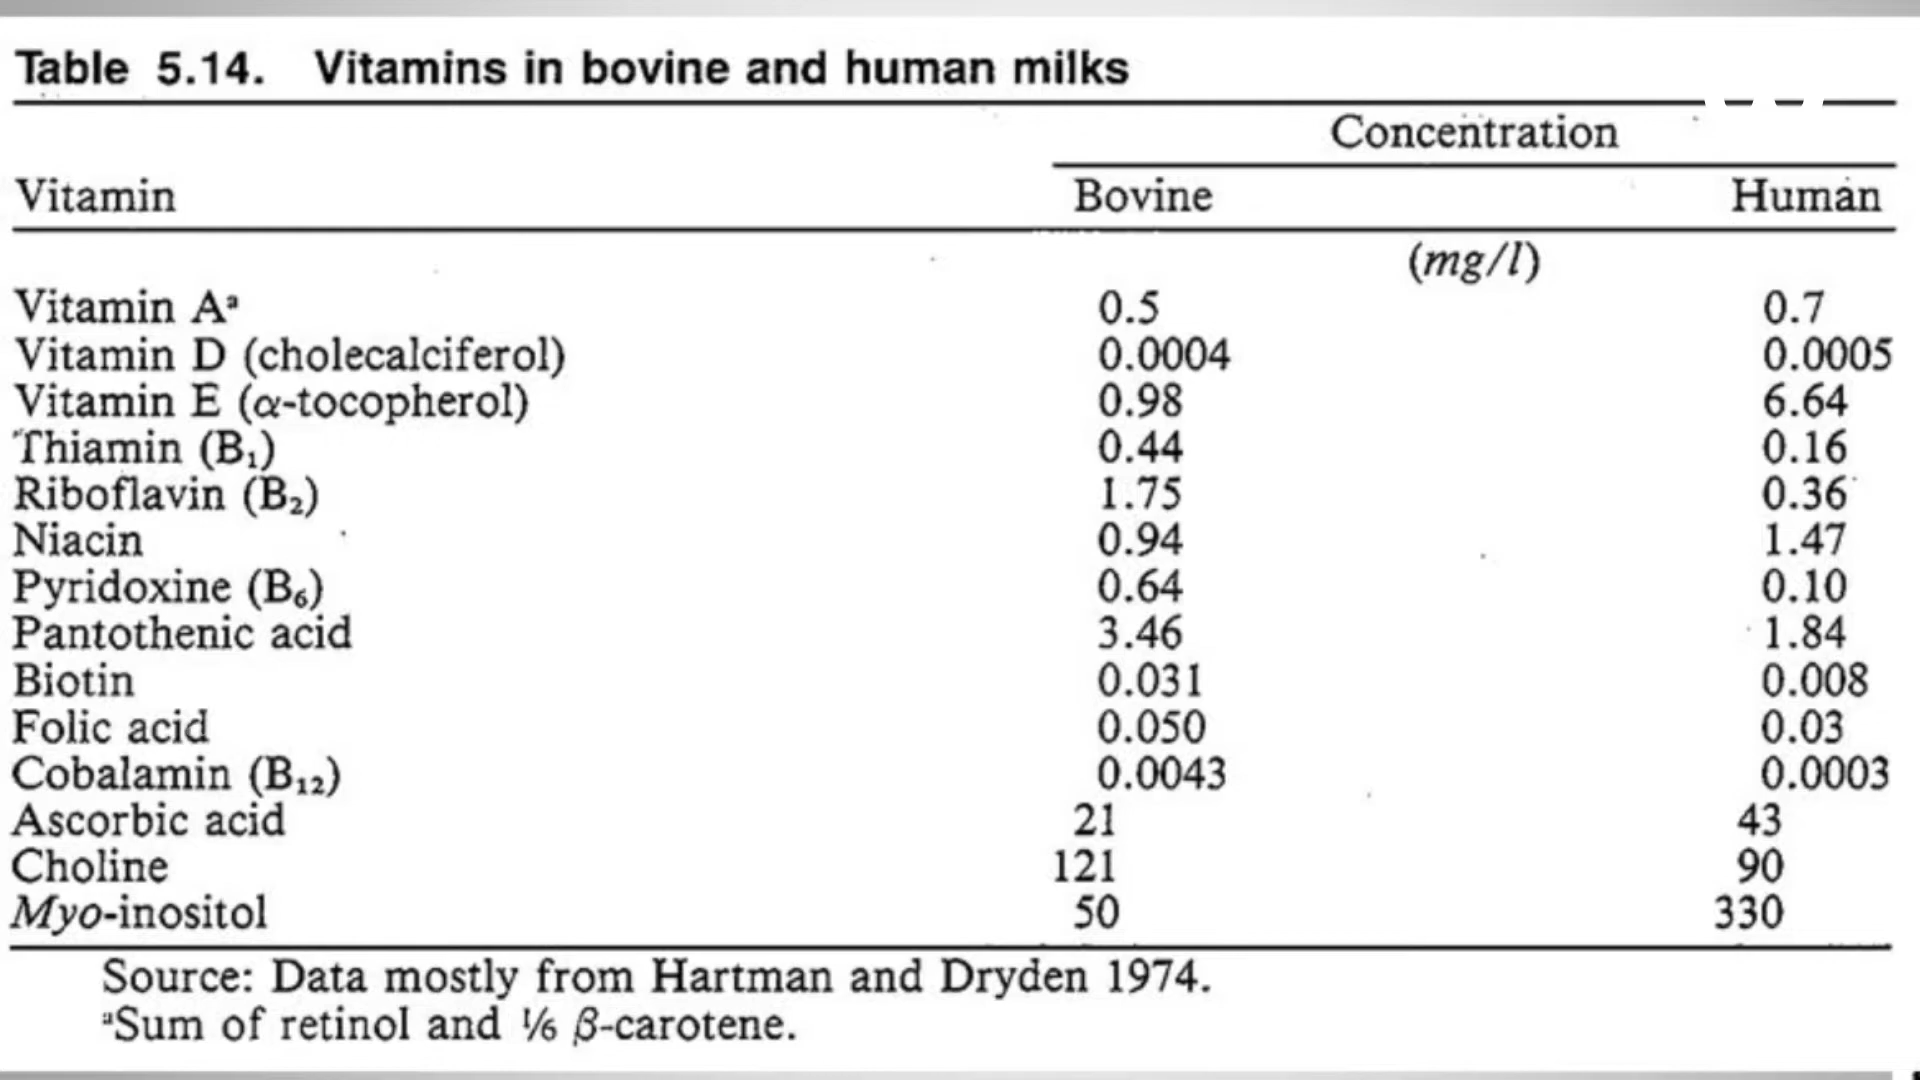 Table 5.14. Vitamins in bovine and human milks
Concentration
Vitamin Bovine Human
(mg/l)
Vitamin Aᵃ 0.5 0.7
Vitamin D (cholecalciferol) 0.0004 0.0005
Vitamin E (α-tocopherol) 0.98 6.64
Thiamin (B₁) 0.44 0.16
Riboflavin (B₂) 1.75 0.36
Niacin 0.94 1.47
Pyridoxine (B₆) 0.64 0.10
Pantothenic acid 3.46 1.84
Biotin 0.031 0.008
Folic acid 0.050 0.03
Cobalamin (B₁₂) 0.0043 0.0003
Ascorbic acid 21 43
Choline 121 90
Myo-inositol 50 330
Source: Data mostly from Hartman and Dryden 1974.
ᵃSum of retinol and ⅙ β-carotene.